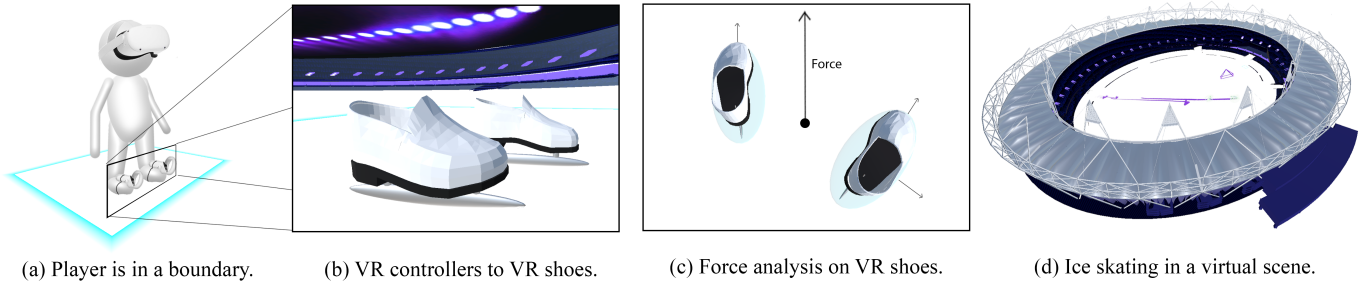 Force
(a) Player is in a boundary.
(b) VR controllers to VR shoes.
(c) Force analysis on VR shoes.
(d) Ice skating in a virtual scene.